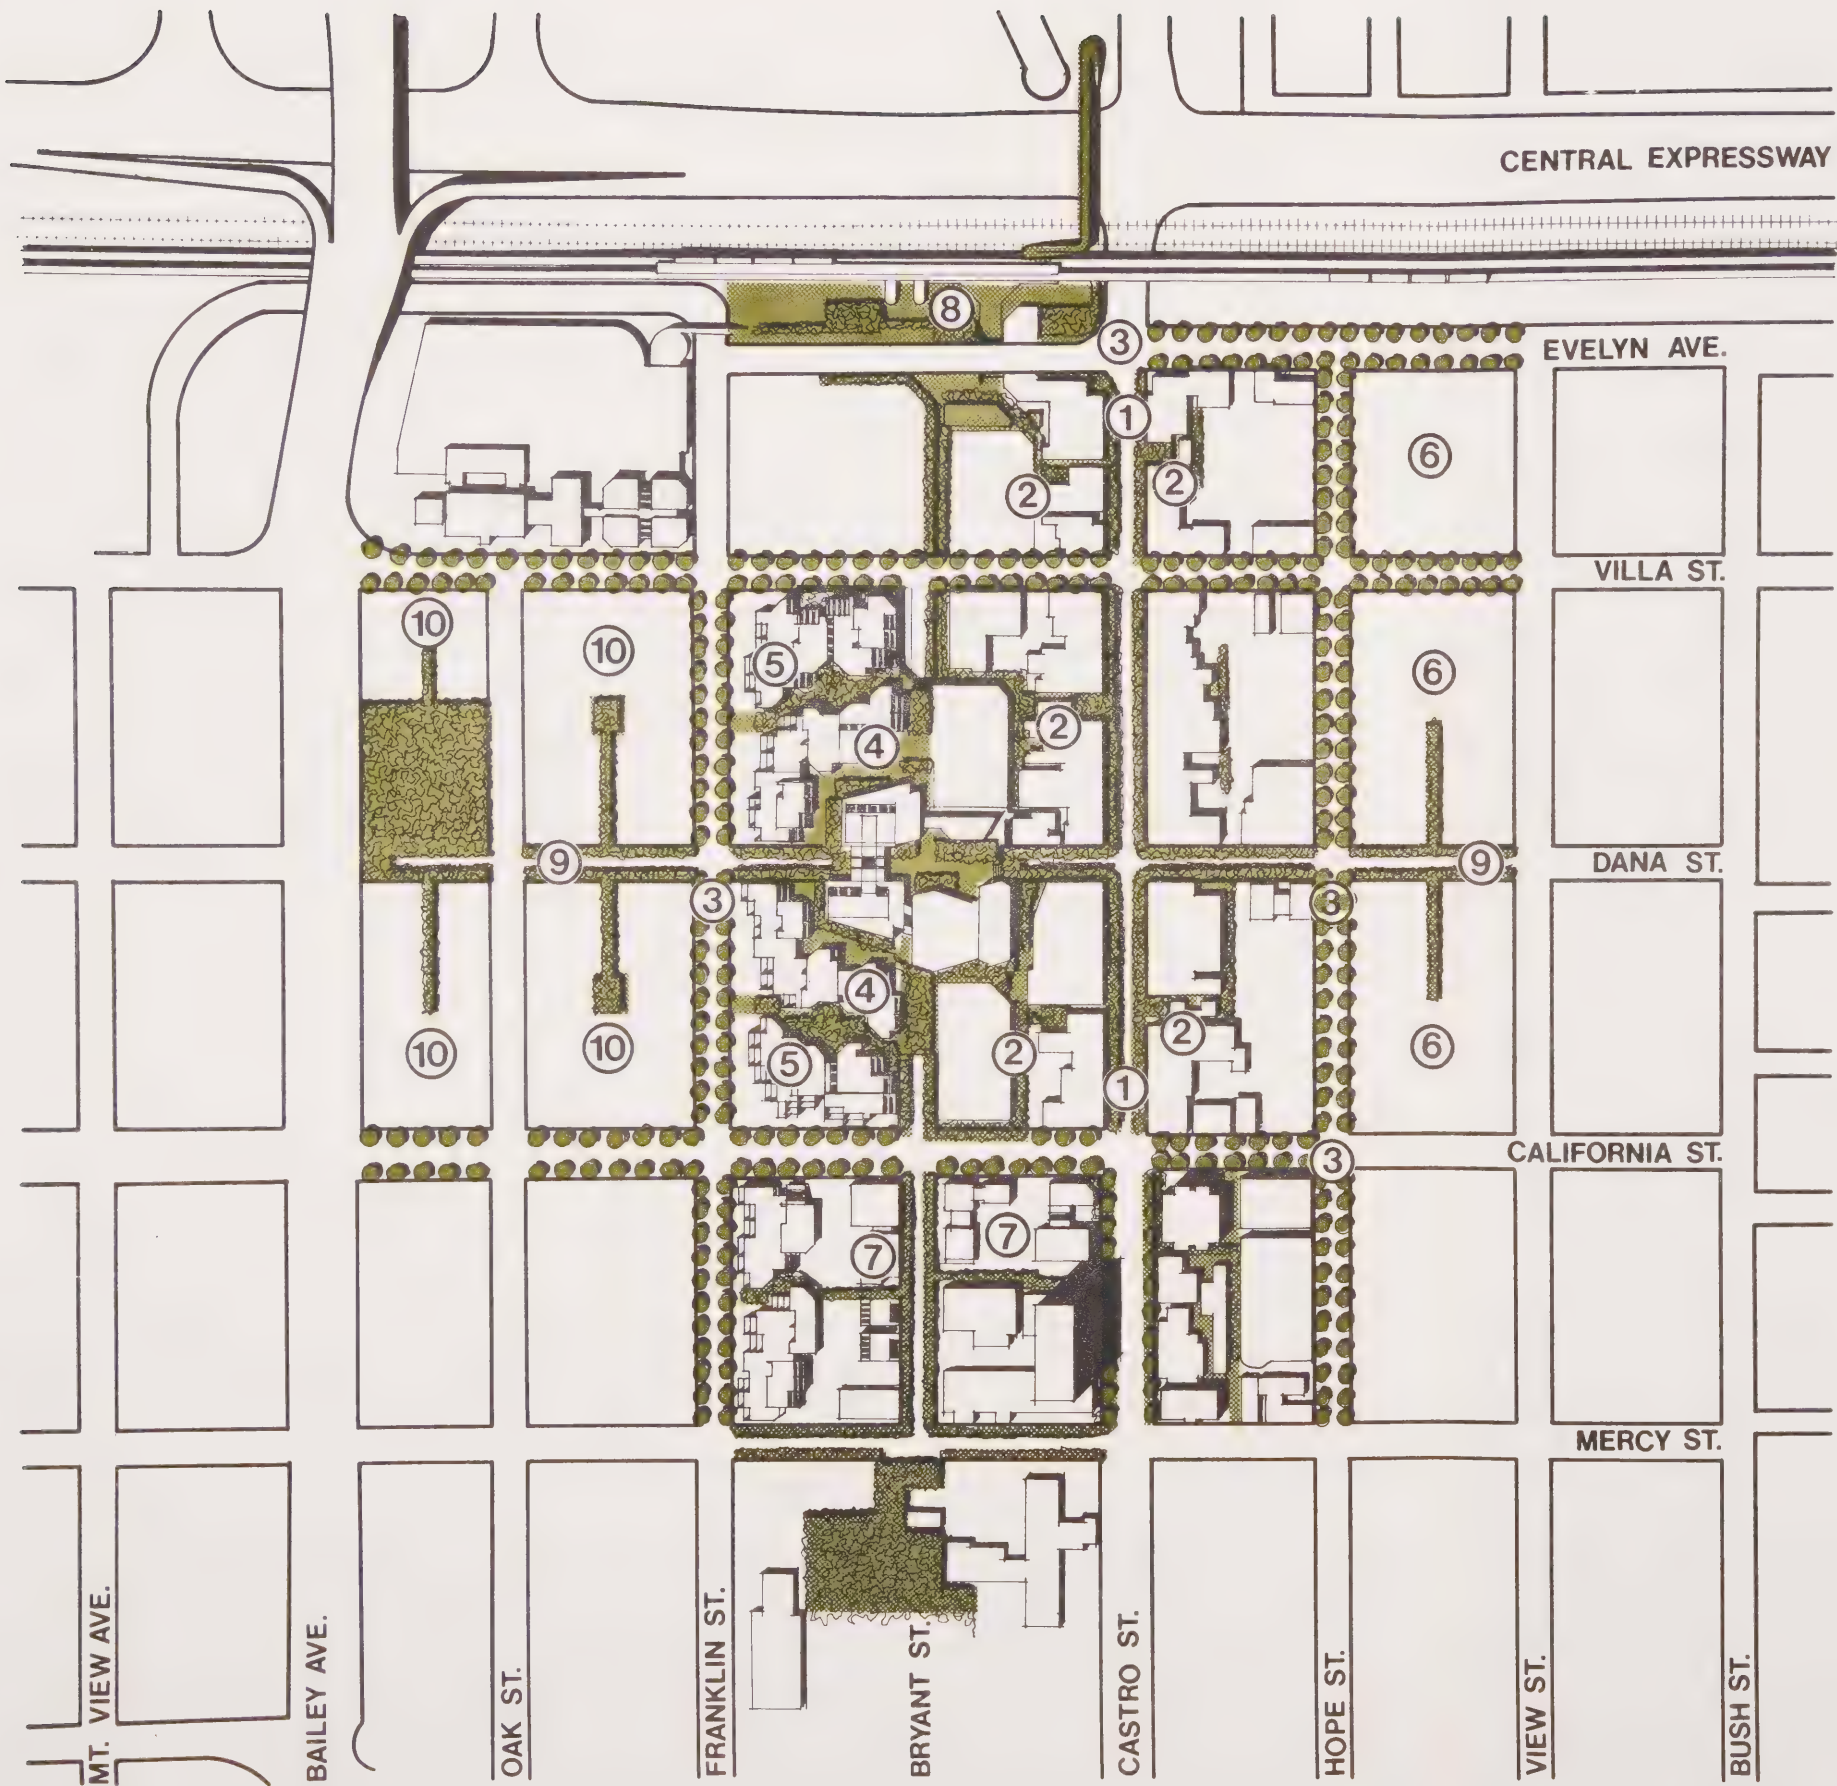 CENTRAL EXPRESSWAY
8
3
EVELYN AVE.
1
6
2
2
VILLA ST.
10
10
5
6
2
4
9
9
DANA ST.
3
3
4
2
2
10
10
5
6
1
CALIFORNIA ST.
3
7
7
MERCY ST.
MT. VIEW AVE.
BAILEY AVE.
OAK ST.
FRANKLIN ST.
BRYANT ST.
CASTRO ST.
HOPE ST.
VIEW ST.
BUSH ST.